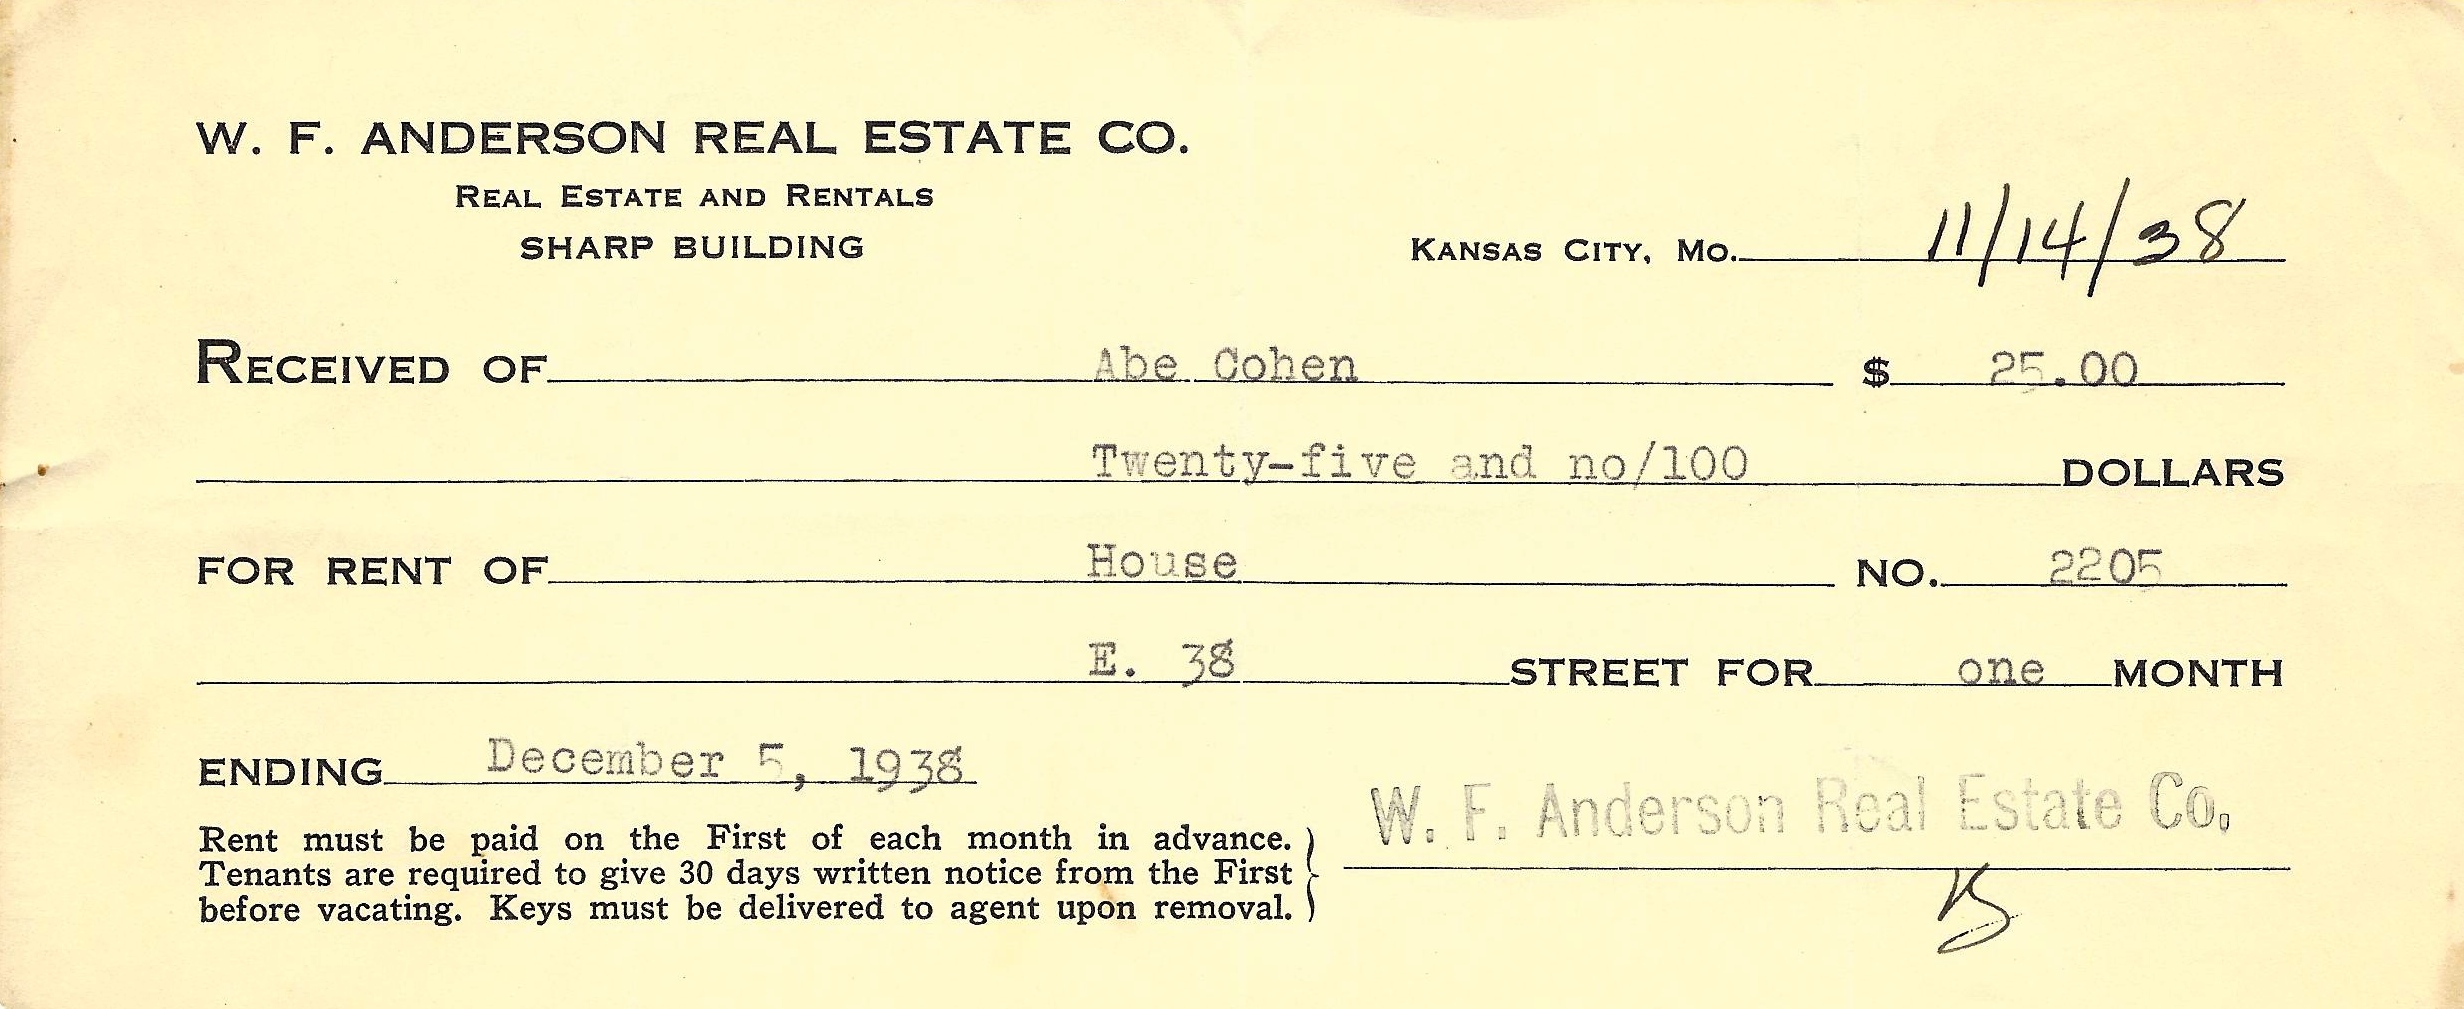 W. F. ANDERSON REAL ESTATE CO.
REAL ESTATE AND RENTALS
SHARP BUILDING
KANSAS CITY, MO. 11/14/38
RECEIVED OF Abe Cohen $ 25.00
Twenty-five and no/100 DOLLARS
FOR RENT OF House NO. 2205
E. 38 STREET FOR one MONTH
ENDING December 5, 1938
W. F. Anderson Real Estate Co.
Rent must be paid on the First of each month in advance.
Tenants are required to give 30 days written notice from the First
before vacating. Keys must be delivered to agent upon removal.